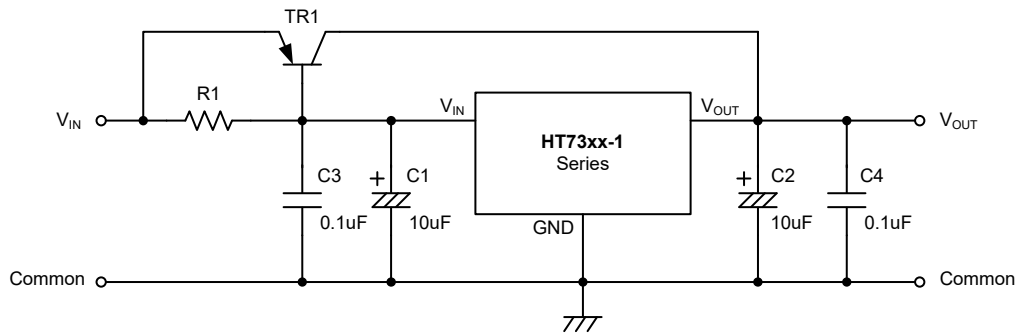 TR1
R1
VIN
VIN
VOUT
VOUT
HT73xx-1
Series
GND
C3
0.1uF
C1
10uF
C2
10uF
C4
0.1uF
Common
Common